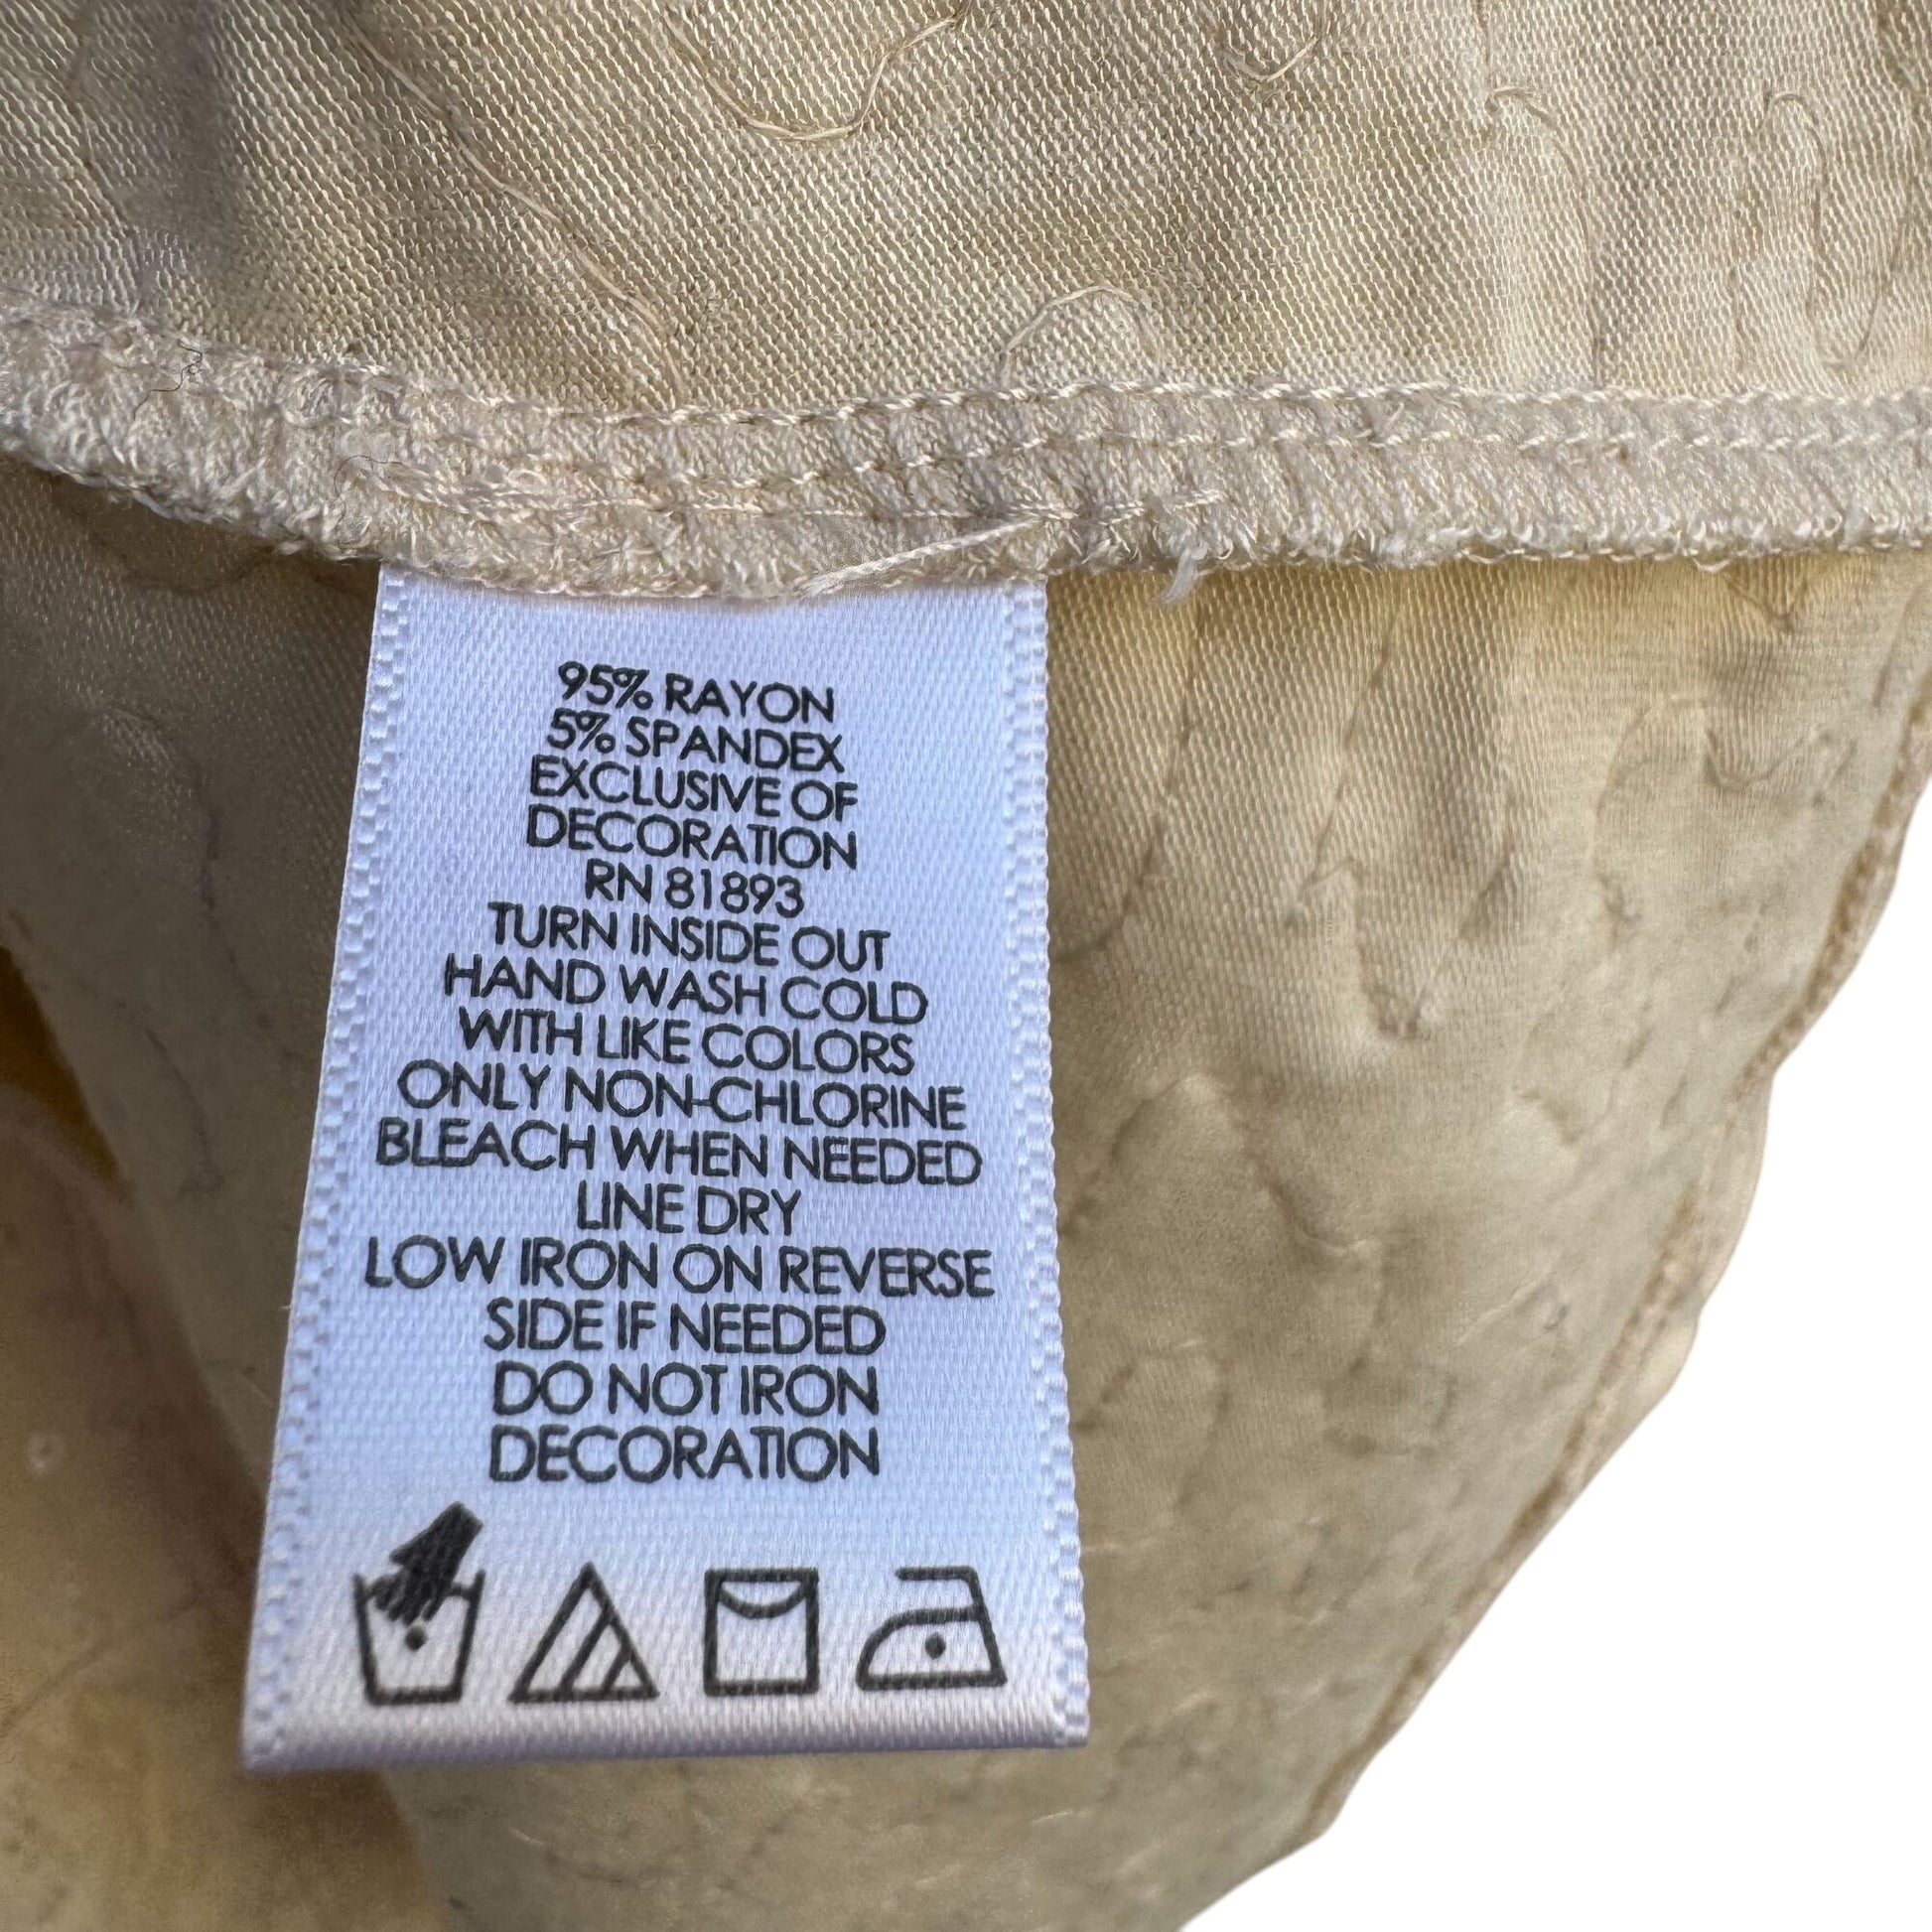 95% RAYON
5% SPANDEX
EXCLUSIVE OF
DECORATION
RN 81893
TURN INSIDE OUT
HAND WASH COLD
WITH LIKE COLORS
ONLY NON-CHLORINE
BLEACH WHEN NEEDED
LINE DRY
LOW IRON ON REVERSE
SIDE IF NEEDED
DO NOT IRON
DECORATION